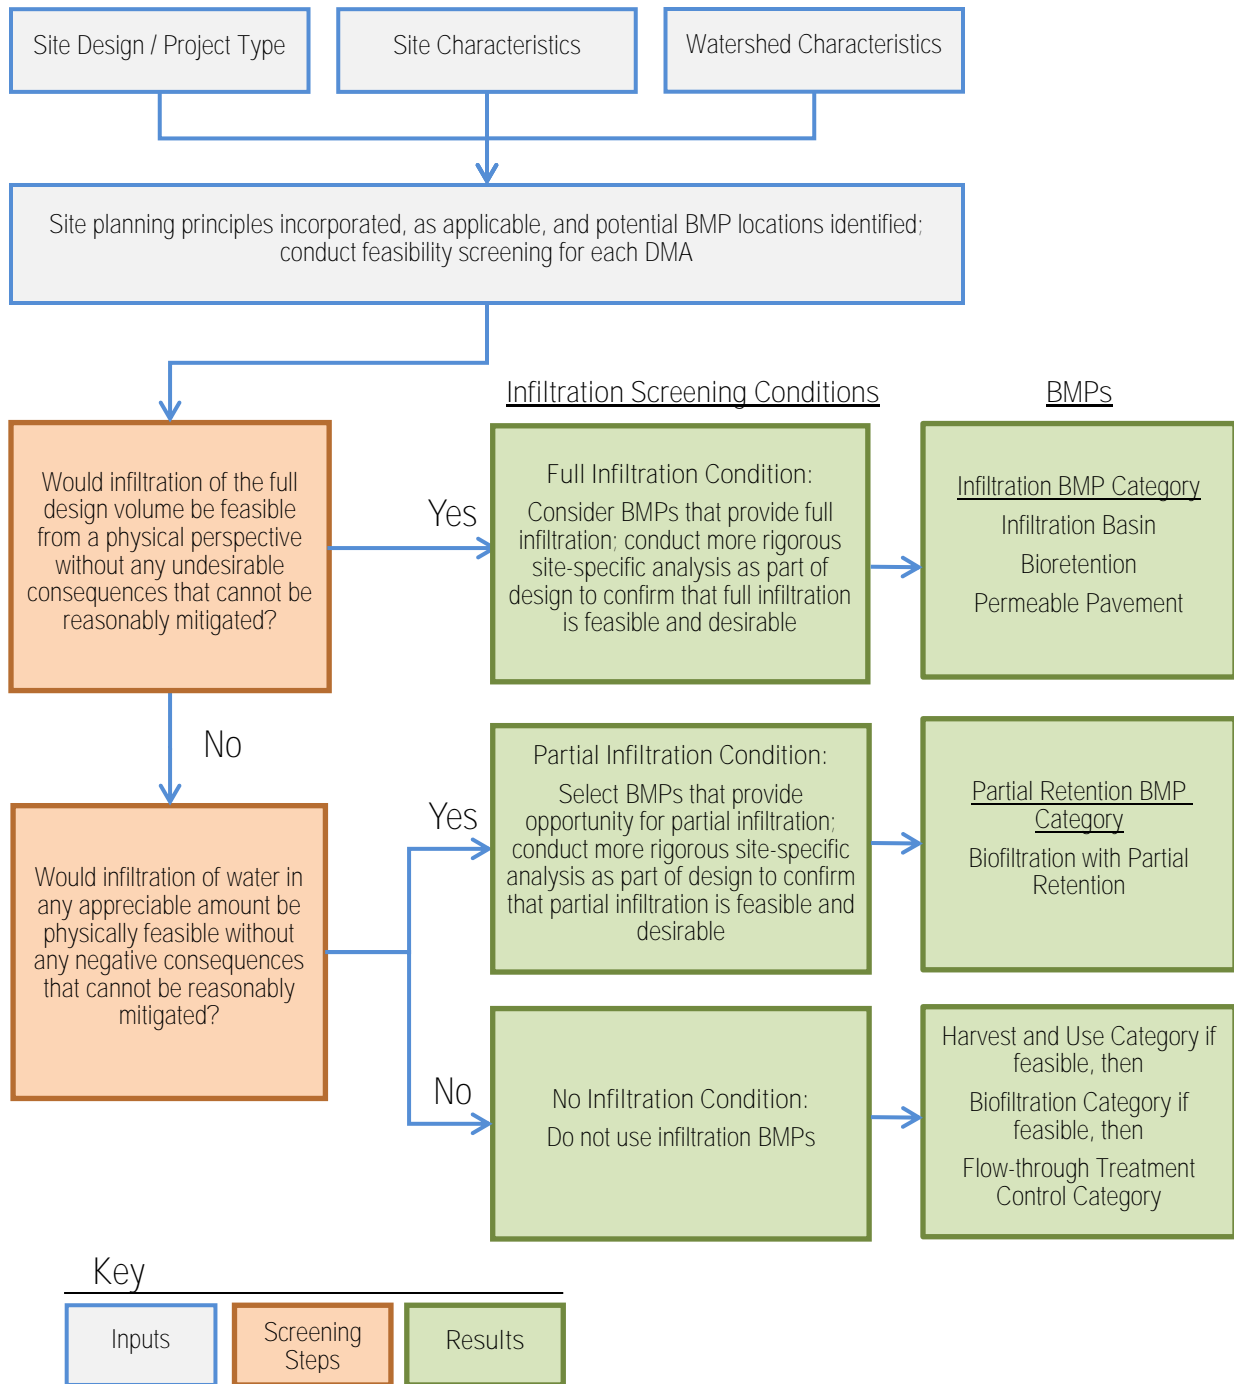 Site Design / Project Type
Site Characteristics
Watershed Characteristics
Site planning principles incorporated, as applicable, and potential BMP locations identified;
conduct feasibility screening for each DMA
Infiltration Screening Conditions
BMPs
Would infiltration of the full
design volume be feasible
from a physical perspective
without any undesirable
consequences that cannot be
reasonably mitigated?
Yes
Full Infiltration Condition:
Consider BMPs that provide full
infiltration; conduct more rigorous
site-specific analysis as part of
design to confirm that full infiltration
is feasible and desirable
Infiltration BMP Category
Infiltration Basin
Bioretention
Permeable Pavement
No
Would infiltration of water in
any appreciable amount be
physically feasible without
any negative consequences
that cannot be reasonably
mitigated?
Yes
Partial Infiltration Condition:
Select BMPs that provide
opportunity for partial infiltration;
conduct more rigorous site-specific
analysis as part of design to confirm
that partial infiltration is feasible and
desirable
Partial Retention BMP
Category
Biofiltration with Partial
Retention
No
No Infiltration Condition:
Do not use infiltration BMPs
Harvest and Use Category if
feasible, then
Biofiltration Category if
feasible, then
Flow-through Treatment
Control Category
Key
Inputs
Screening
Steps
Results